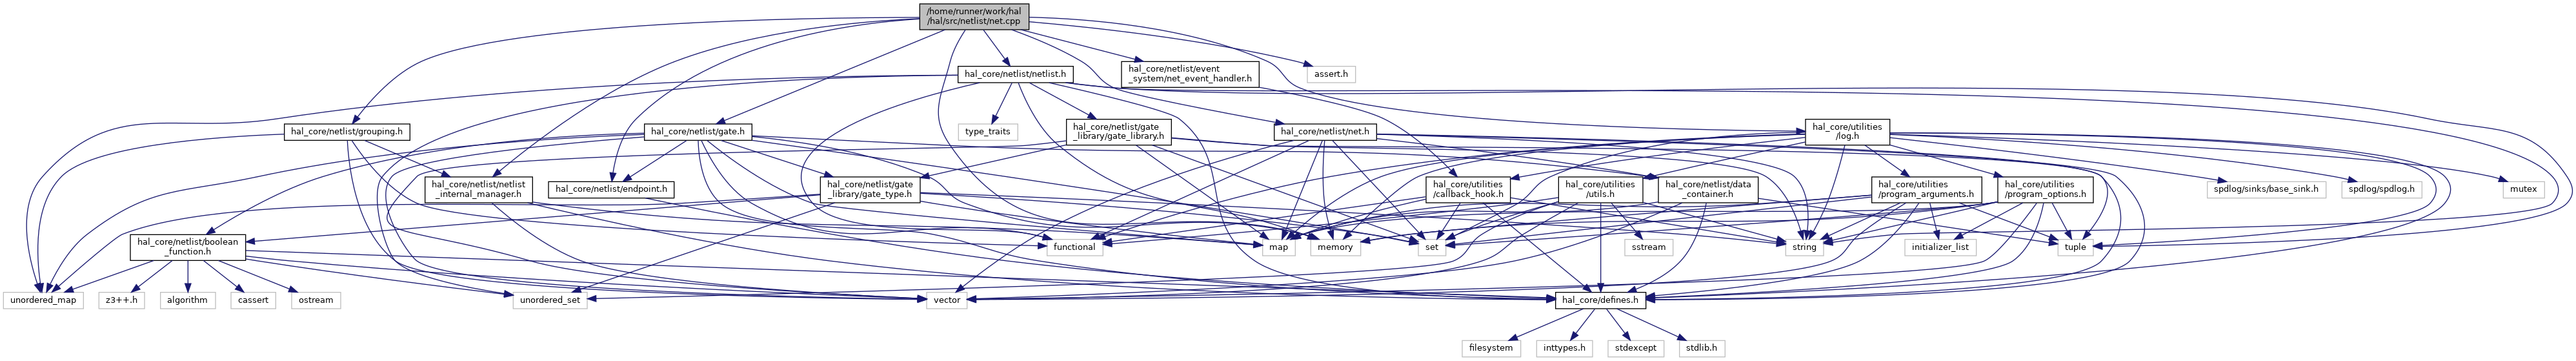 /home/runner/work/hal
/hal/src/netlist/net.cpp
hal_core/netlist/netlist.h
hal_core/netlist/event
_system/net_event_handler.h
assert.h
hal_core/netlist/grouping.h
hal_core/netlist/gate.h
type_traits
hal_core/netlist/gate
_library/gate_library.h
hal_core/netlist/net.h
hal_core/utilities
/log.h
hal_core/netlist/netlist
_internal_manager.h
hal_core/netlist/endpoint.h
hal_core/netlist/gate
_library/gate_type.h
hal_core/utilities
/callback_hook.h
hal_core/utilities
/utils.h
hal_core/netlist/data
_container.h
hal_core/utilities
/program_arguments.h
hal_core/utilities
/program_options.h
spdlog/sinks/base_sink.h
spdlog/spdlog.h
mutex
hal_core/netlist/boolean
_function.h
functional
map
memory
set
sstream
string
initializer_list
tuple
unordered_map
z3++.h
algorithm
cassert
ostream
unordered_set
vector
hal_core/defines.h
filesystem
inttypes.h
stdexcept
stdlib.h